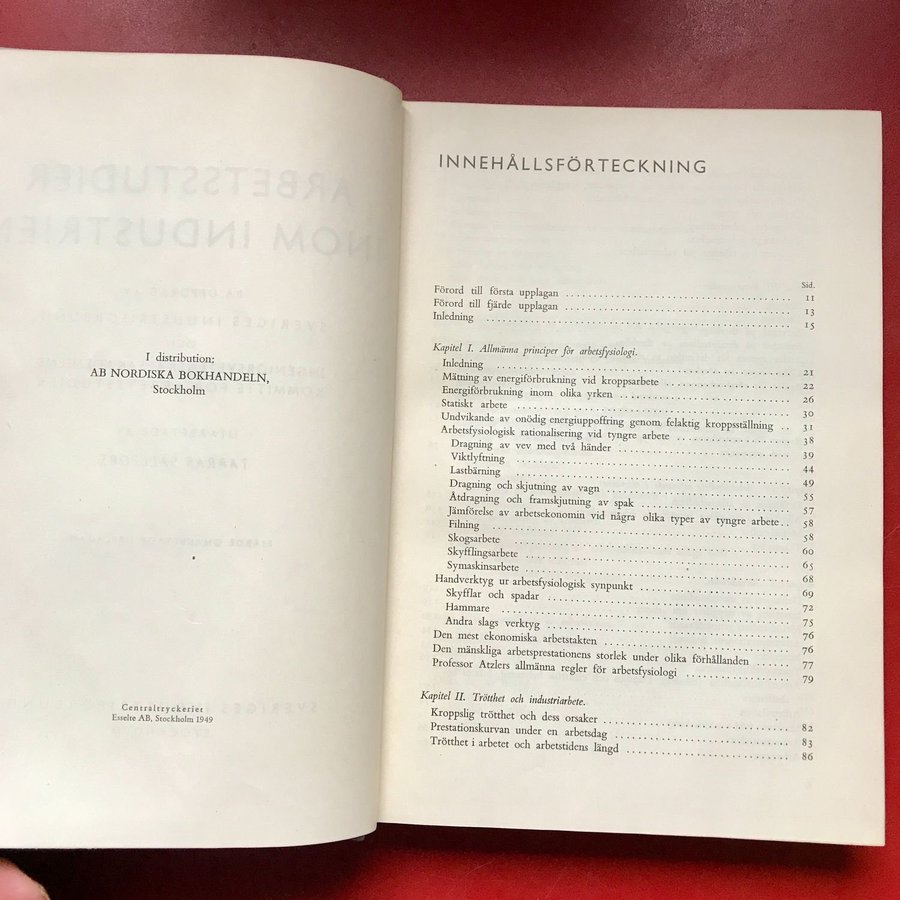 I distribution:
AB NORDISKA BOKHANDELN,
Stockholm
Centraltryckeriet
Esselte AB, Stockholm 1949
INNEHÅLLSFÖRTECKNING
Sid.
Förord till första upplagan 11
Förord till fjärde upplagan 13
Inledning 15
Kapitel I. Allmänna principer för arbetsfysiologi.
Inledning 21
Mätning av energiförbrukning vid kroppsarbete 22
Energiförbrukning inom olika yrken 26
Statiskt arbete 30
Undvikande av onödig energiuppoffring genom felaktig kroppsställning 31
Arbetsfysiologisk rationalisering vid tyngre arbete 38
Dragning av vev med två händer 39
Viktlyftning 44
Lastbärning 49
Dragning och skjutning av vagn 55
Åtdragning och framskjutning av spak 57
Jämförelse av arbetsekonomin vid några olika typer av tyngre arbete 58
Filning 58
Skogsarbete 60
Skyfflingsarbete 65
Symaskinsarbete 68
Handverktyg ur arbetsfysiologisk synpunkt 69
Skyfflar och spadar 72
Hammare 75
Andra slags verktyg 76
Den mest ekonomiska arbetstakten 76
Den mänskliga arbetsprestationens storlek under olika förhållanden 77
Professor Atzlers allmänna regler för arbetsfysiologi 79
Kapitel II. Trötthet och industriarbete.
Kroppslig trötthet och dess orsaker 82
Prestationskurvan under en arbetsdag 83
Trötthet i arbetet och arbetstidens längd 86
ARBETSSTUDIER
INOM INDUSTRIEN